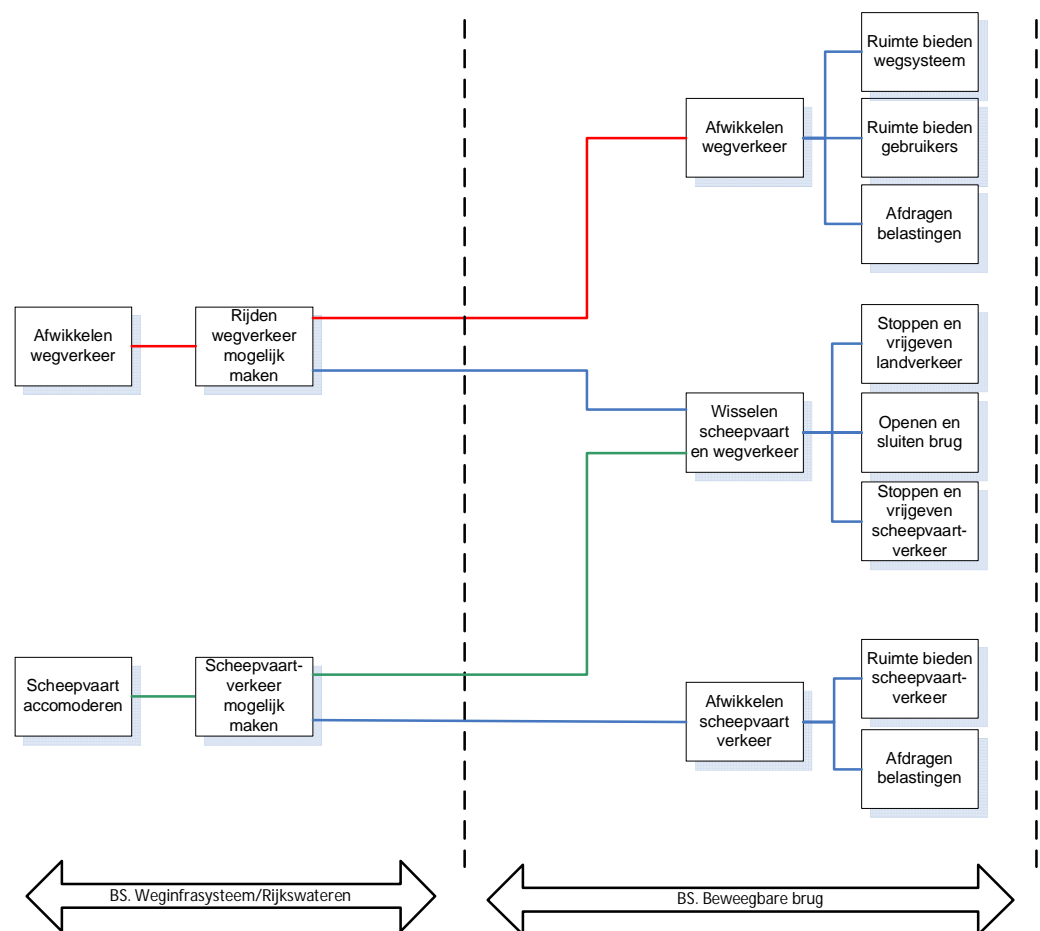 Afwikkelen
wegverkeer
Rijden
wegverkeer
mogelijk
maken
Scheepvaart
accomoderen
Scheepvaart-
verkeer
mogelijk
maken
Afwikkelen
wegverkeer
Wisselen
scheepvaart
en wegverkeer
Afwikkelen
scheepvaart
verkeer
Ruimte bieden
wegsysteem
Ruimte bieden
gebruikers
Afdragen
belastingen
Stoppen en
vrijgeven
landverkeer
Openen en
sluiten brug
Stoppen en
vrijgeven
scheepvaart-
verkeer
Ruimte bieden
scheepvaart-
verkeer
Afdragen
belastingen
BS. Weginfrasysteem/Rijkswateren
BS. Beweegbare brug